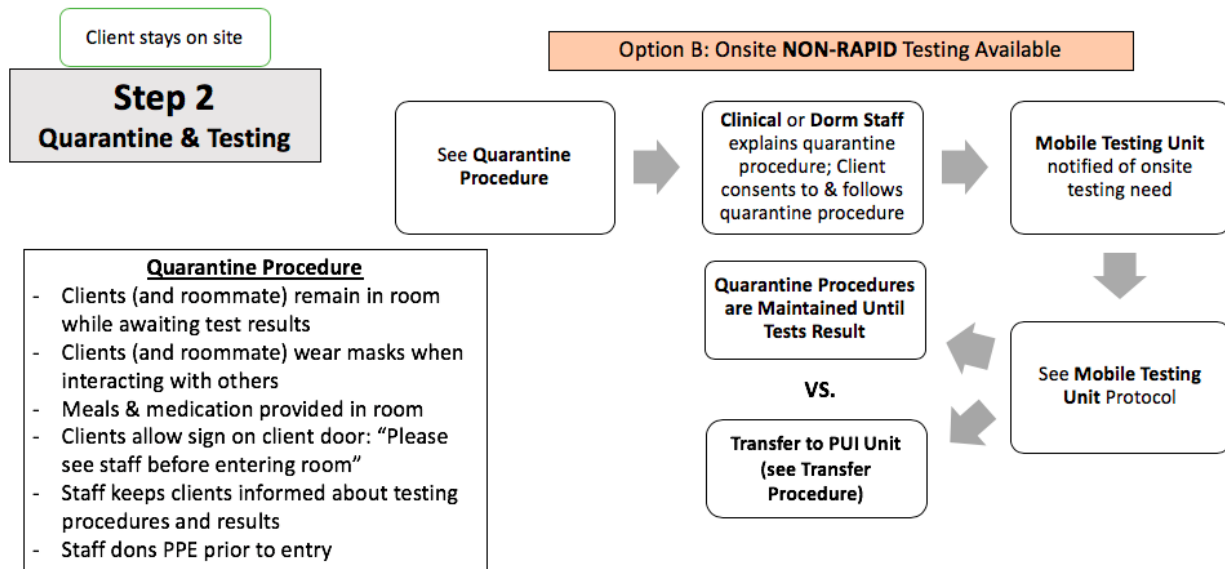 Client stays on site
Step 2
Quarantine & Testing
Option B: Onsite NON-RAPID Testing Available
See Quarantine
Procedure
Clinical or Dorm Staff
explains quarantine
procedure; Client
consents to & follows
quarantine procedure
Mobile Testing Unit
notified of onsite
testing need
Quarantine Procedures
are Maintained Until
Tests Result
VS.
Transfer to PUI Unit
(see Transfer
Procedure)
See Mobile Testing
Unit Protocol
Quarantine Procedure
- Clients (and roommate) remain in room
while awaiting test results
- Clients (and roommate) wear masks when
interacting with others
- Meals & medication provided in room
- Clients allow sign on client door: “Please
see staff before entering room”
- Staff keeps clients informed about testing
procedures and results
- Staff dons PPE prior to entry